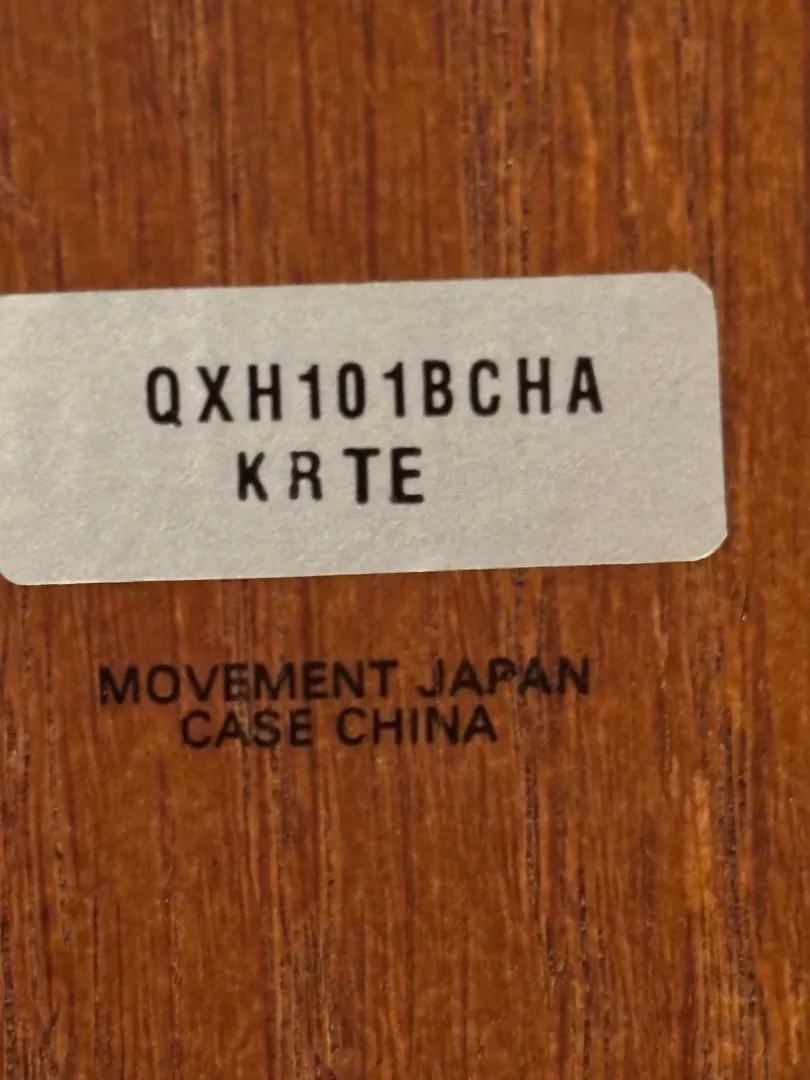 QXH101BCHA
KRTE
MOVEMENT JAPAN
CASE CHINA